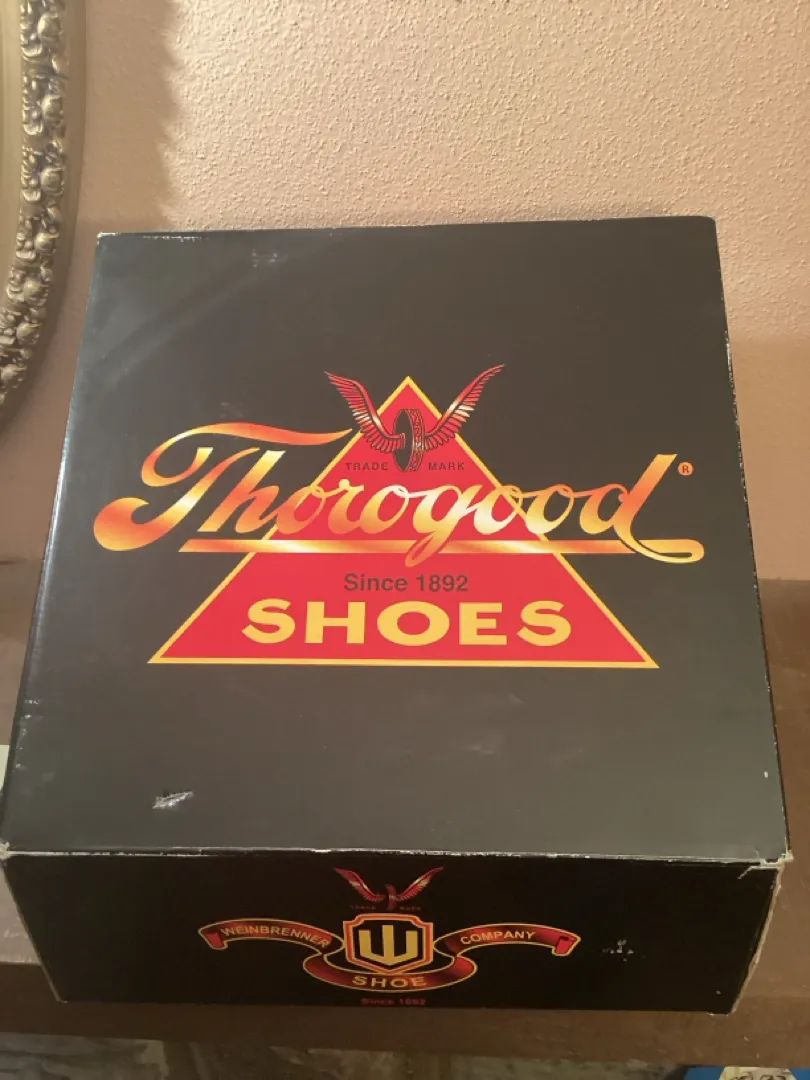 TRADE MARK
Thorogood ®
Since 1892
SHOES
TRADE MARK
WEINBRENNER COMPANY
W
SHOE
Since 1892